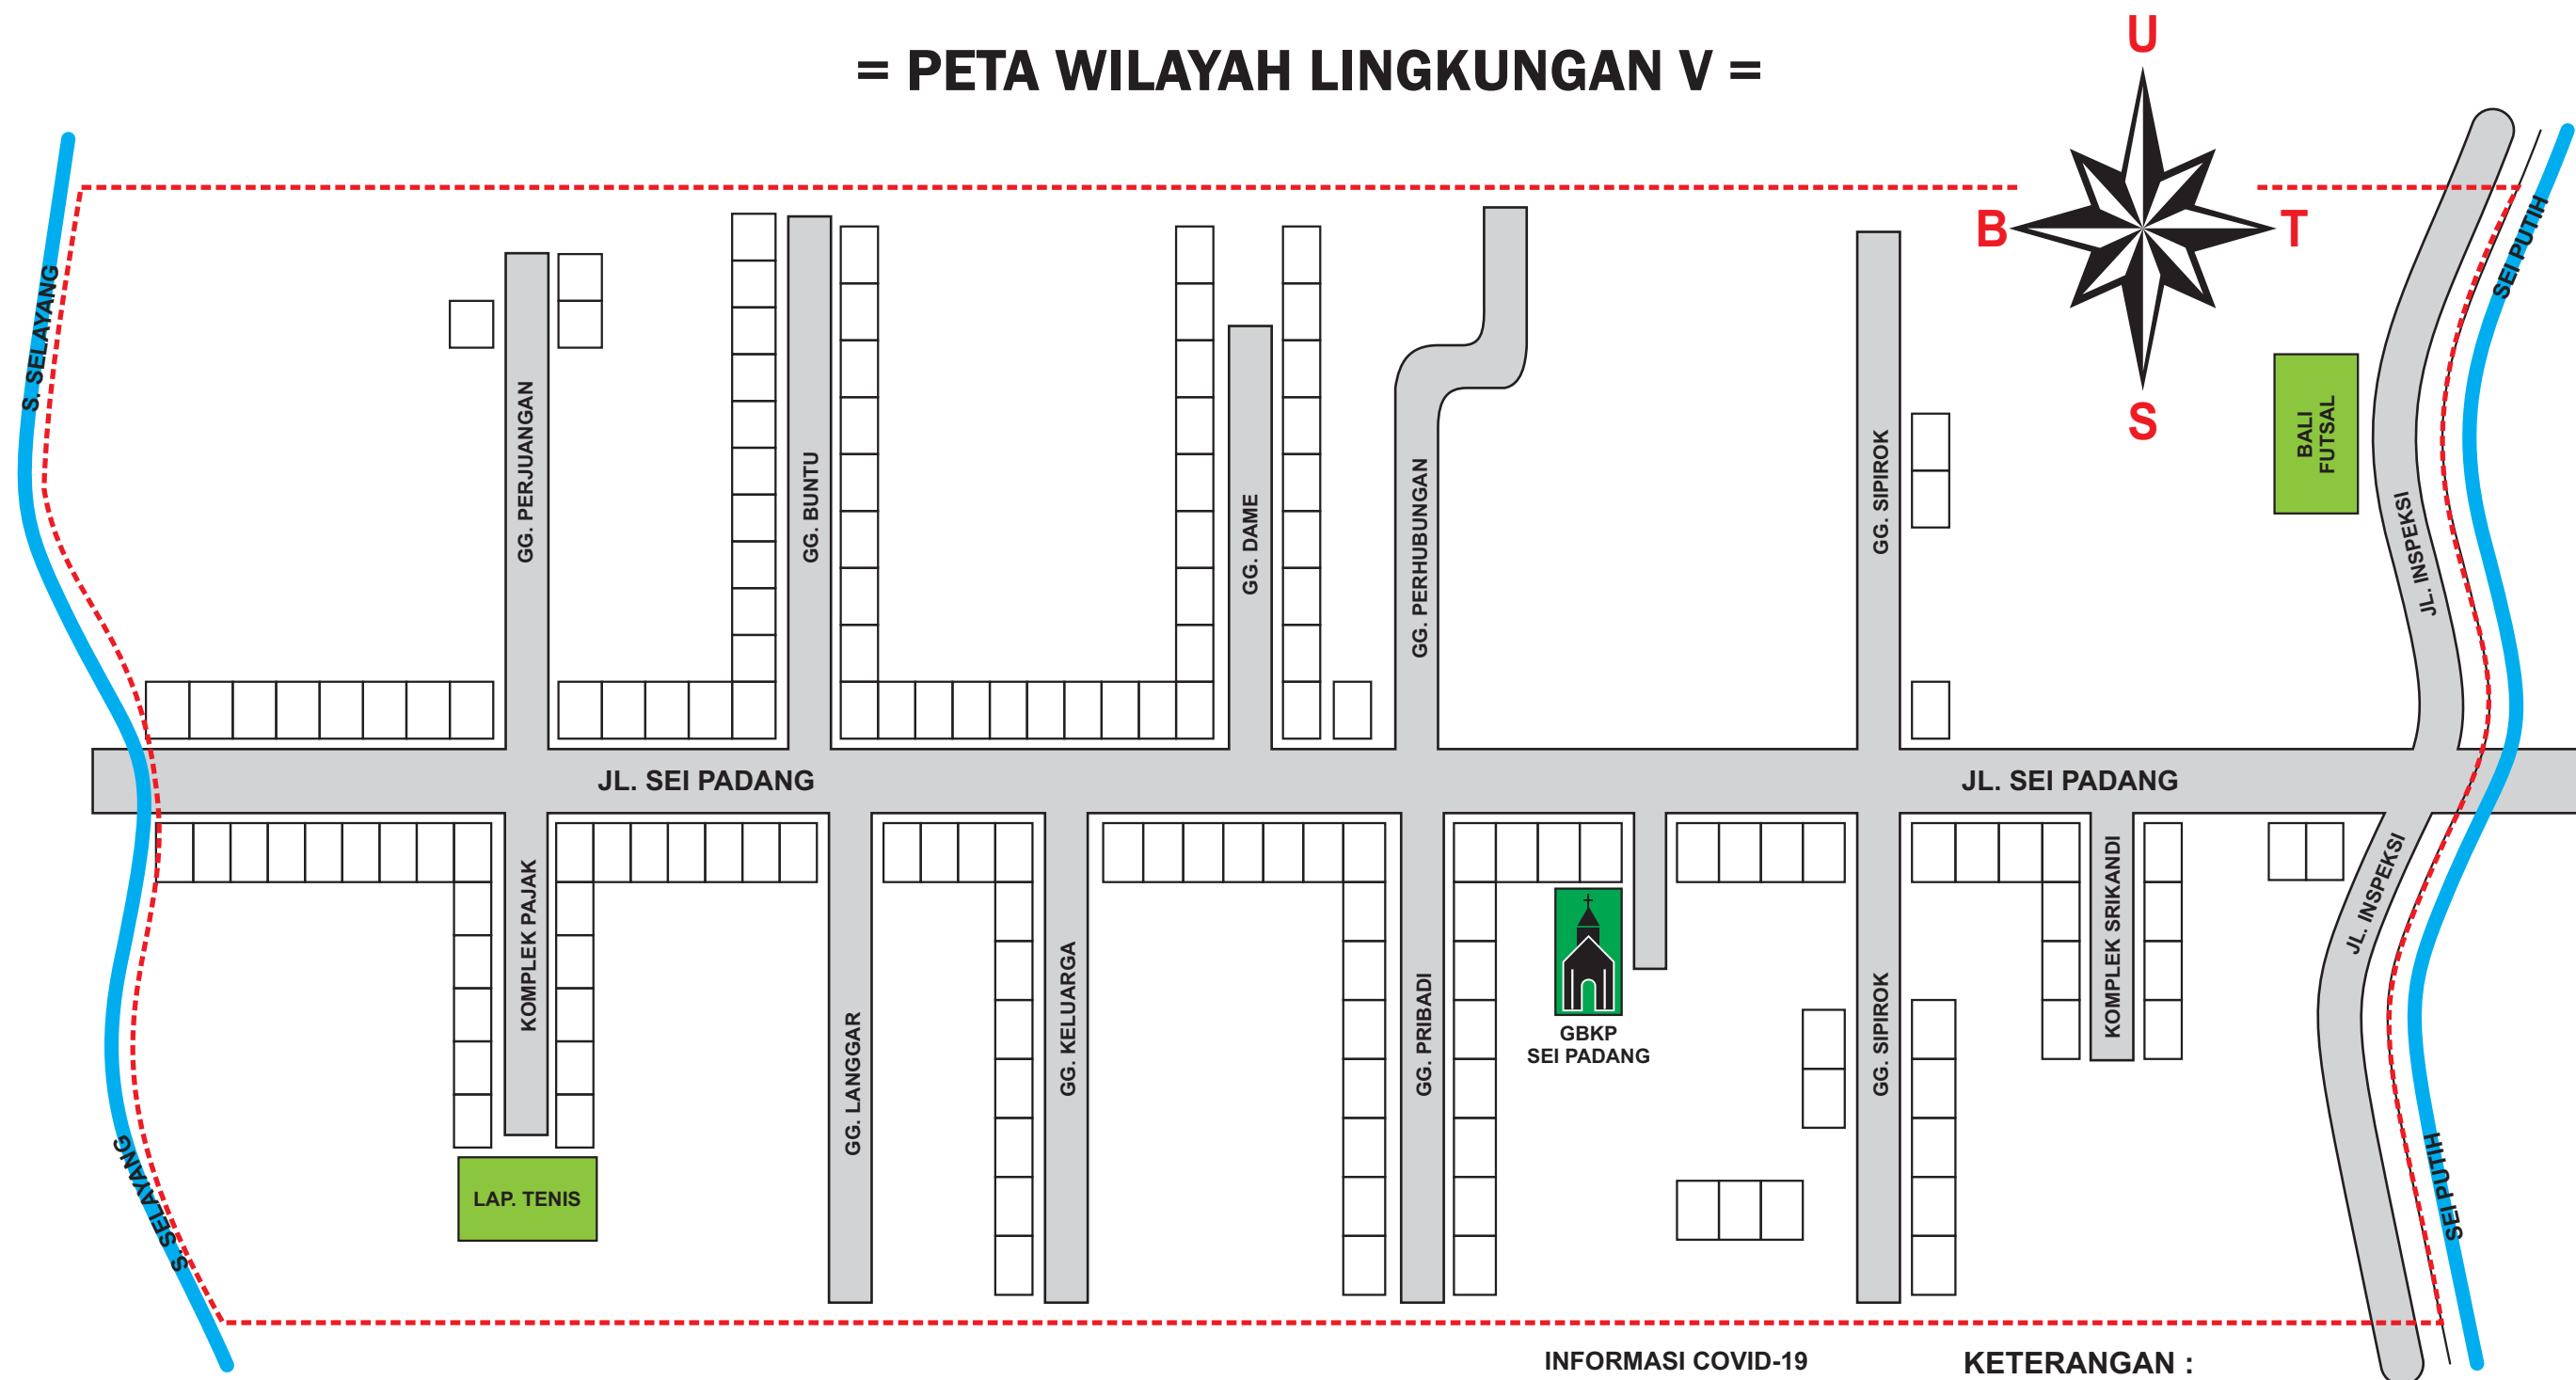 = PETA WILAYAH LINGKUNGAN V =
U
B
T
S
S. SELAYANG
SEI PUTIH
GG. PERJUANGAN
GG. BUNTU
GG. DAME
GG. PERHUBUNGAN
GG. SIPIROK
BALI
FUTSAL
JL. INSPEKSI
JL. SEI PADANG
JL. SEI PADANG
KOMPLEK PAJAK
GG. LANGGAR
GG. KELUARGA
GG. PRIBADI
GBKP
SEI PADANG
GG. SIPIROK
KOMPLEK SRIKANDI
JL. INSPEKSI
S. SELAYANG
LAP. TENIS
SEI PUTIH
INFORMASI COVID-19
KETERANGAN :